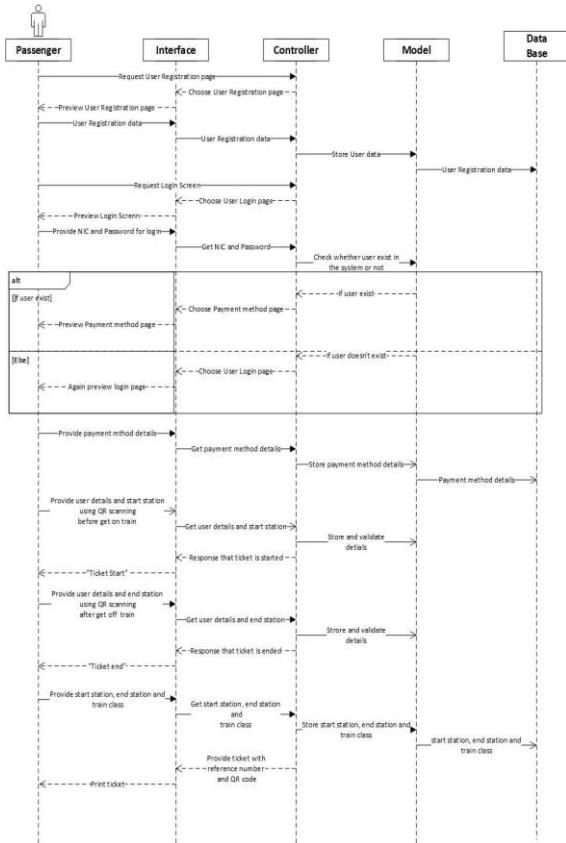 Passenger
Interface
Controller
Model
Data
Base
Request User Registration page
Choose User Registration page
Preview User Registration page
User Registration data
User Registration data
Store User data
User Registration data
Request Login Screen
Choose User Login page
Preview Login Screnn
Provide NIC and Password for login
Get NIC and Password
Check whether user exist in
the system or not
alt
[If user exist]
If user exist
Choose Payment method page
Preview Payment method page
[Else]
If user doesn't exist
Choose User Login page
Again preview login page
Provide payment mthod details
Get payment method details
Store payment method details
Payment method details
Provide user details and start station
using QR scanning
before get on train
Get user details and start station
Store and validate
detials
Response that ticket is started
"Ticket Start"
Provide user details and end station
using QR scanning
after get off train
Get user details and end station
Strore and validate
details
Response that ticket is ended
"Ticket end"
Provide start station, end station and
train class
Get start station, end station
and
train class
Store start station, end station and
train class
start station, end station and
train class
Provide ticket with
reference number
and QR code
Print ticket